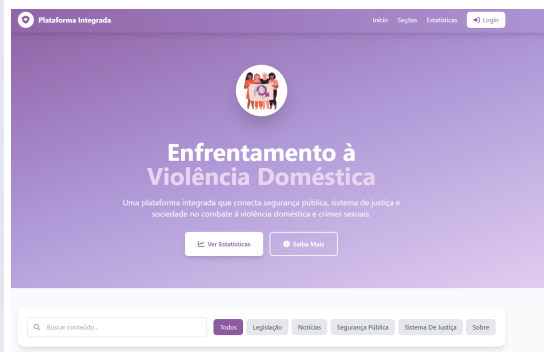 Plataforma Integrada
Início Seções Estatísticas Login
Enfrentamento à
Violência Doméstica
Uma plataforma integrada que conecta segurança pública, sistema de justiça e
sociedade no combate à violência doméstica e crimes sexuais.
Ver Estatísticas Saiba Mais
Buscar conteúdo... Todos Legislação Notícias Segurança Pública Sistema De Justiça Sobre